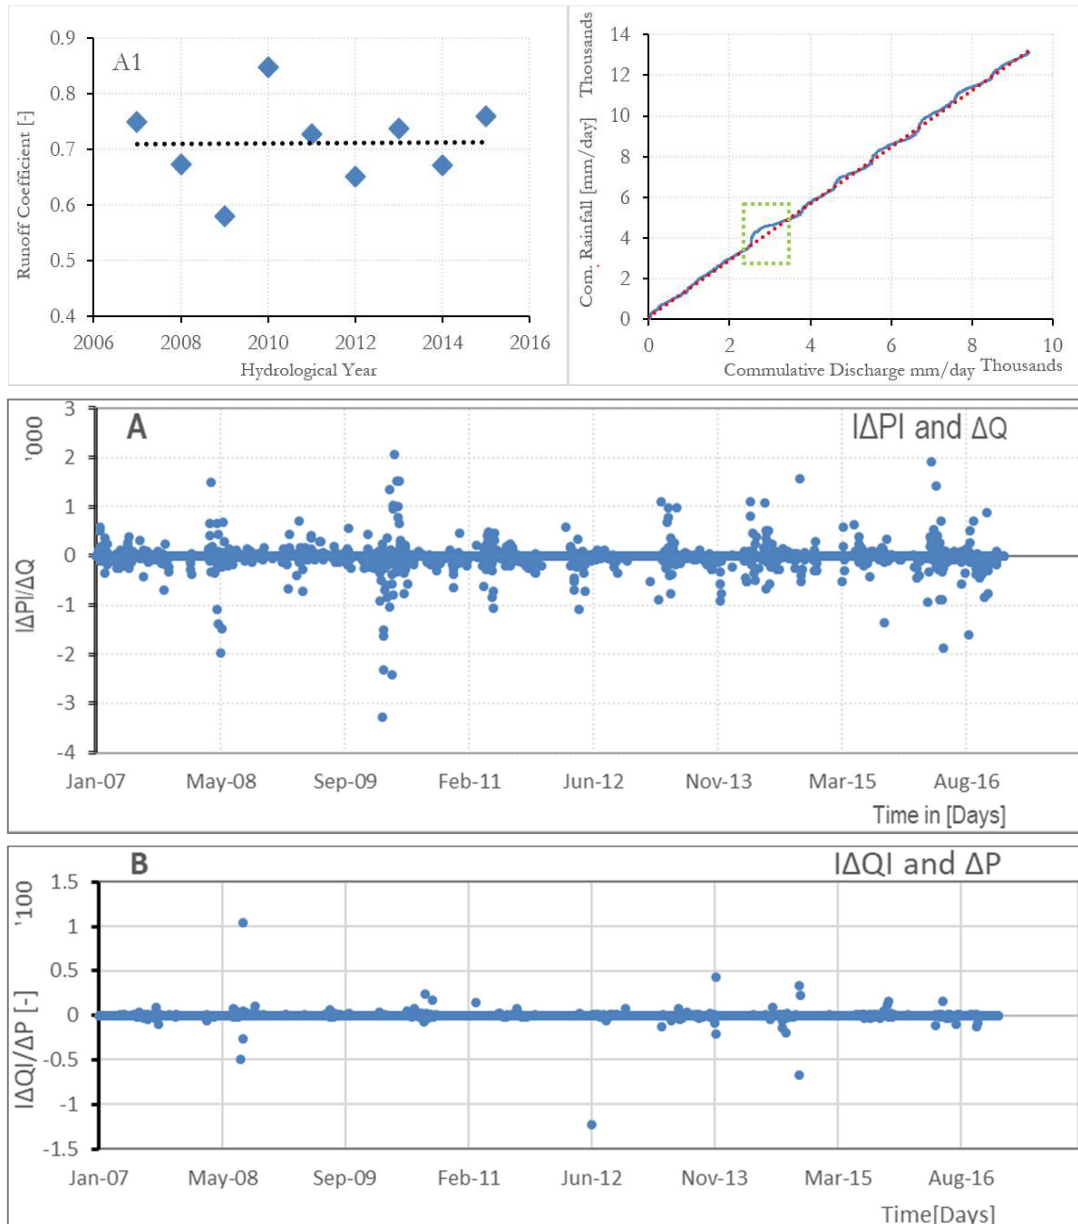 A1
Runoff Coefficient [-]
0.9
0.8
0.7
0.6
0.5
0.4
2006 2008 2010 2012 2014 2016
Hydrological Year
Com. Rainfall [mm/day] Thousands
14
12
10
8
6
4
2
0
0 2 4 6 8 10
Commulative Discharge mm/day Thousands
A
IΔPI and ΔQ
'000
IΔPI/ΔQ
3
2
1
0
-1
-2
-3
-4
Jan-07 May-08 Sep-09 Feb-11 Jun-12 Nov-13 Mar-15 Aug-16
Time in [Days]
B
IΔQI and ΔP
'100
IΔQI/ΔP [-]
1.5
1
0.5
0
-0.5
-1
-1.5
Jan-07 May-08 Sep-09 Feb-11 Jun-12 Nov-13 Mar-15 Aug-16
Time[Days]